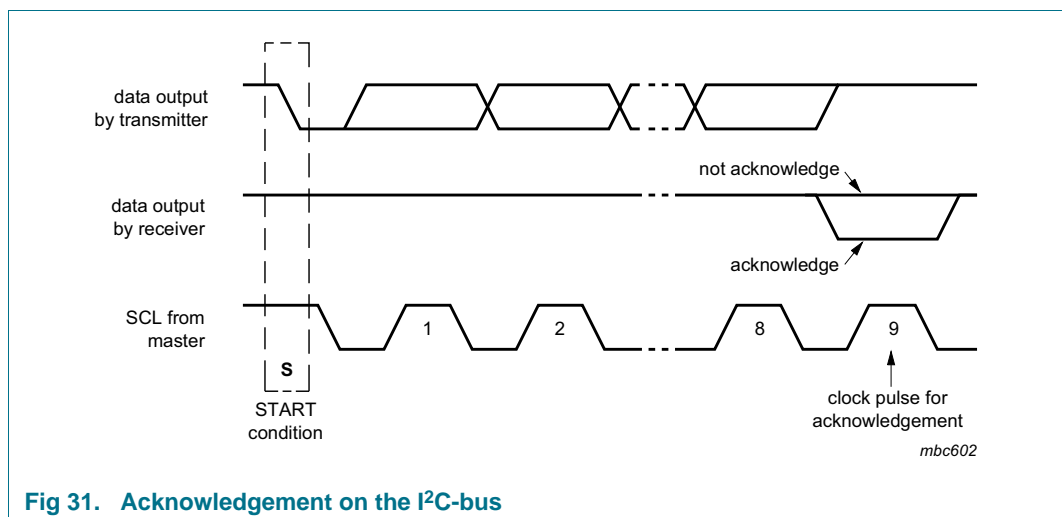 data output
by transmitter
not acknowledge
data output
by receiver
acknowledge
SCL from
master
1
2
8
9
S
START
condition
clock pulse for
acknowledgement
mbc602
Fig 31. Acknowledgement on the I²C-bus